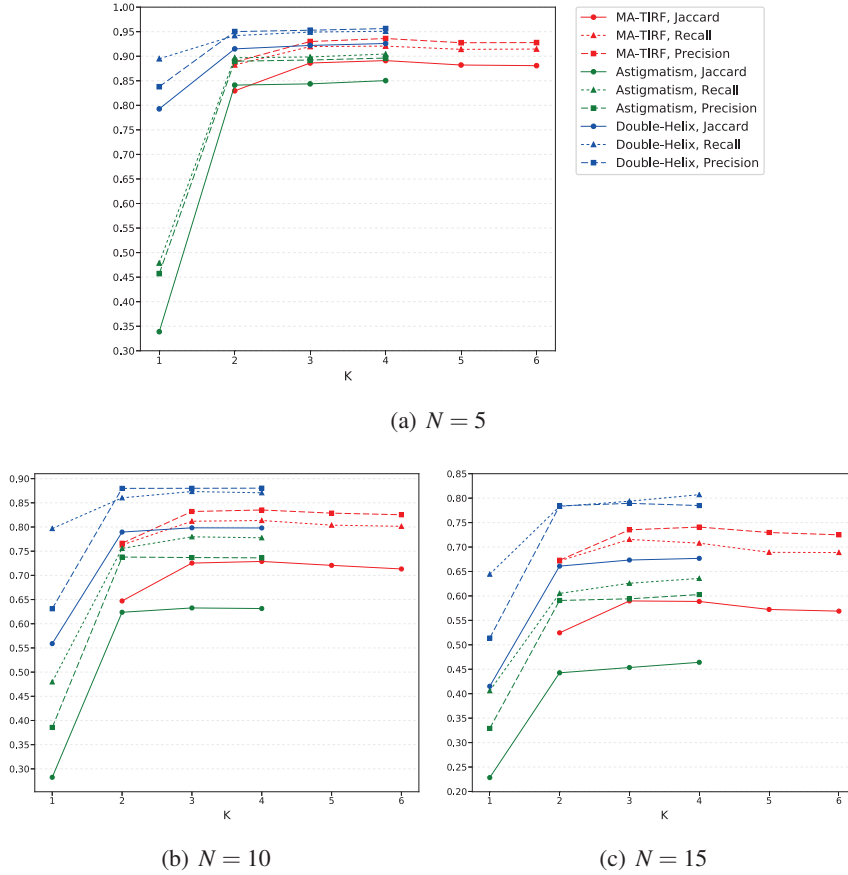 1.00
0.95
0.90
0.85
0.80
0.75
0.70
0.65
0.60
0.55
0.50
0.45
0.40
0.35
0.30
1 2 3 4 5 6
K
MA-TIRF, Jaccard
MA-TIRF, Recall
MA-TIRF, Precision
Astigmatism, Jaccard
Astigmatism, Recall
Astigmatism, Precision
Double-Helix, Jaccard
Double-Helix, Recall
Double-Helix, Precision
(a) N = 5
0.90
0.85
0.80
0.75
0.70
0.65
0.60
0.55
0.50
0.45
0.40
0.35
0.30
1 2 3 4 5 6
K
(b) N = 10
0.85
0.80
0.75
0.70
0.65
0.60
0.55
0.50
0.45
0.40
0.35
0.30
0.25
0.20
1 2 3 4 5 6
K
(c) N = 15